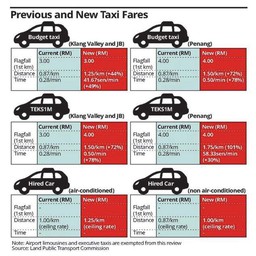 Previous and New Taxi Fares
Budget taxi (Klang Valley and JB)
Current (RM) New (RM)
Flagfall (1st km) 3.00 3.00
Distance 0.87/km 1.25/km (+44%)
Time 0.28/min 41.67sen/min (+49%)
Budget taxi (Penang)
Current (RM) New (RM)
Flagfall (1st km) 4.00 4.00
Distance 0.87/km 1.50/km (+72%)
Time 0.28/min 0.50/min (+78%)
TEKS1M (Klang Valley and JB)
Current (RM) New (RM)
Flagfall (1st km) 3.00 4.00
Distance 0.87/km 1.50/km (+72%)
Time 0.28/min 0.50/min (+78%)
TEKS1M (Penang)
Current (RM) New (RM)
Flagfall (1st km) 4.00 4.00
Distance 0.87/km 1.75/km (101%)
Time 0.28/min 58.33sen/min
Hired Car (air-conditioned)
Current (RM) New (RM)
Flagfall (1st km) - -
Distance 1.00/km (ceiling rate) 1.25/km (ceiling rate)
Time - -
Hired Car (non air-conditioned)
Current (RM) New (RM)
Flagfall (1st km) - -
Distance 0.87/km (ceiling rate) 1.00/km (ceiling rate)
Time - -
Note: Airport limousines and executive taxis are exempted from this review
Source: Land Public Transport Commission